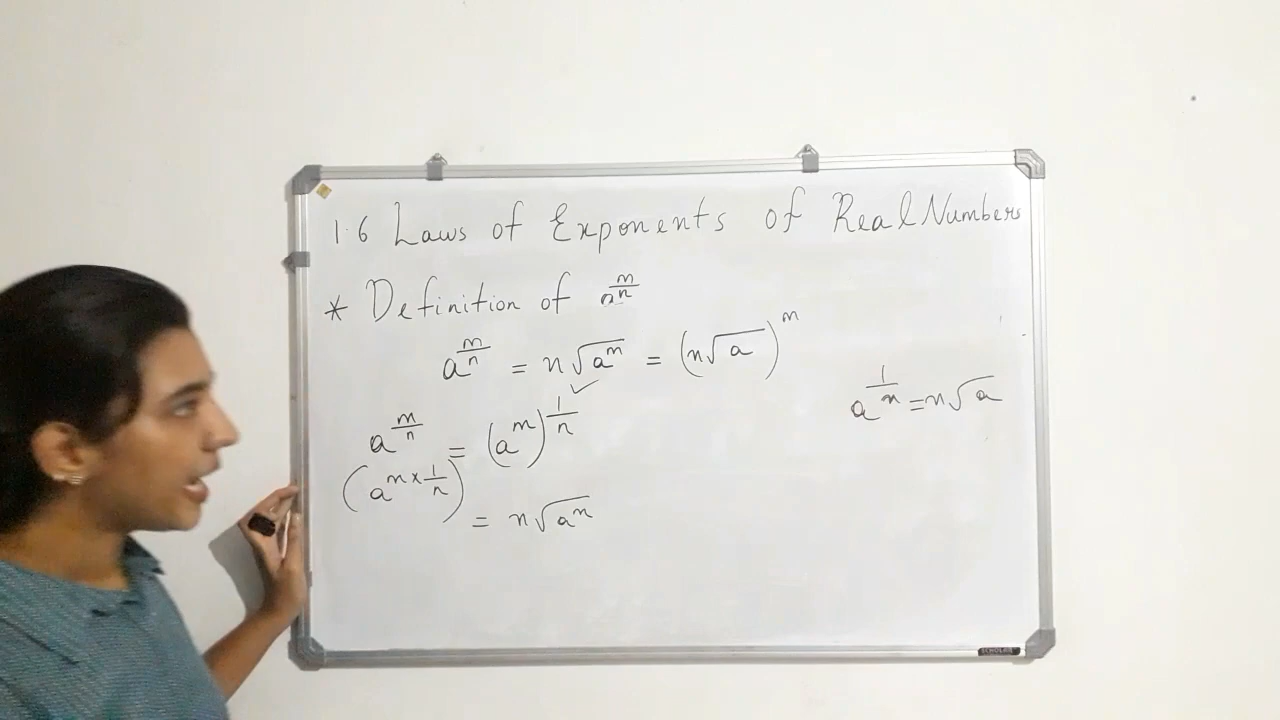 1.6 Laws of Exponents of Real Numbers
* Definition of a^(m/n)
a^(m/n) = n√(a^m) = (n√a)^m
a^(1/n) = n√a
a^(m/n) = (a^m)^(1/n)
(a^(m×1/n))
= n√(a^m)
SCHOLAR